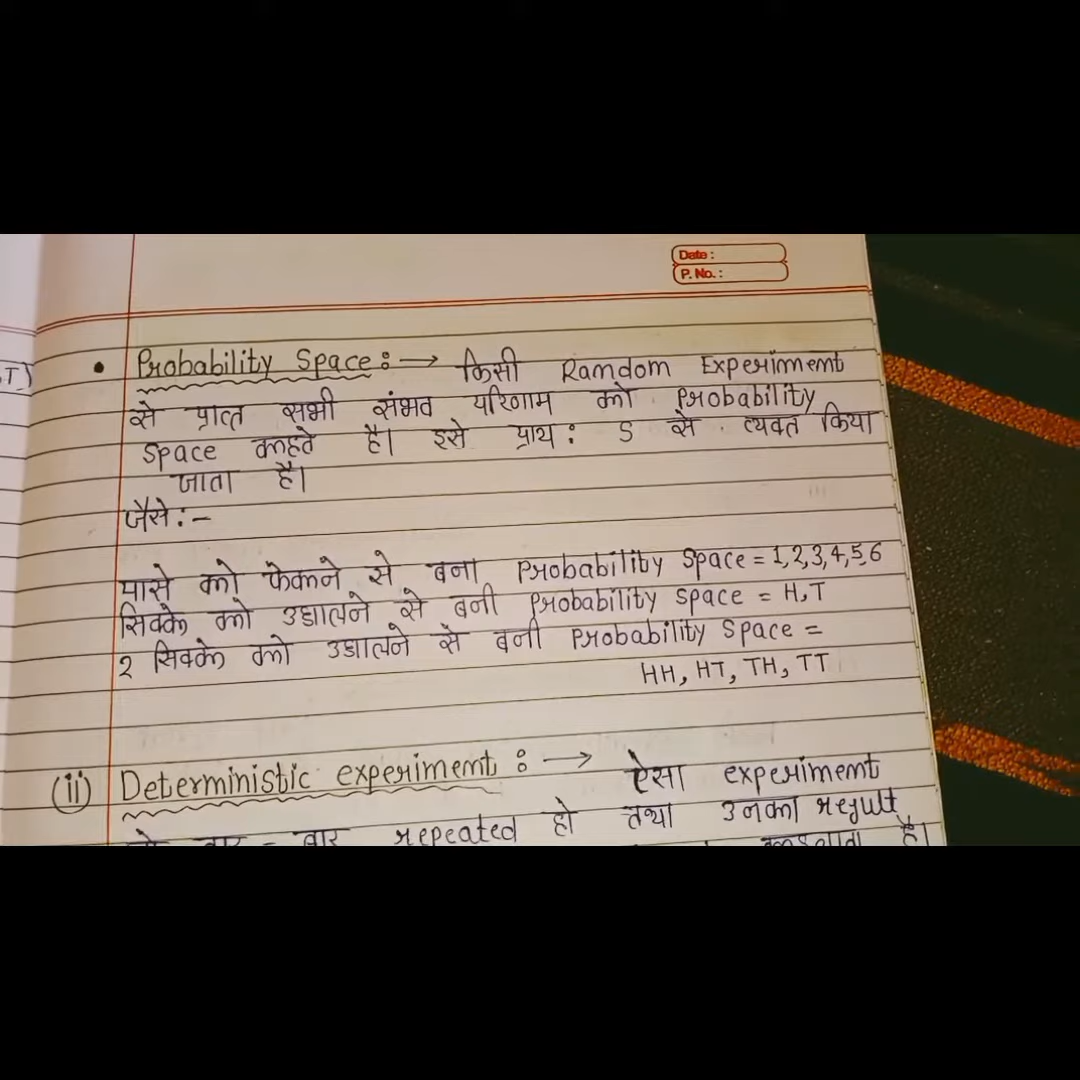 Date :
P. No. :
T)
• Probability Space : → किसी Random Experiment
से प्राप्त सभी संभव परिणाम को Probability
Space कहते है। इसे प्राय : S से व्यक्त किया
जाता है।
जैसे :-
पासे को फेकने से बना Probability Space = 1,2,3,4,5,6
सिक्के को उछालने से बनी Probability Space = H,T
2 सिक्के को उछालने से बनी Probability Space =
HH, HT, TH, TT
(ii) Deterministic experiment : → ऐसा experiment
बार - बार repeated हो तथा उनका result
कहलाता है।